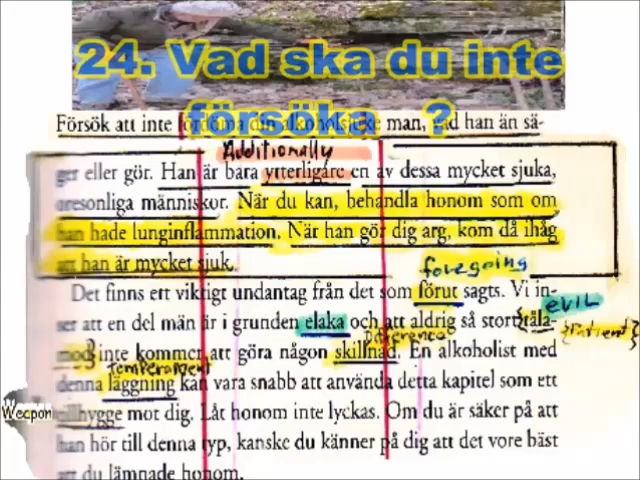 24. Vad ska du inte
försöka...?
Försök att inte fördöma din alkoholsjuke man, vad han än sä-
Additionally
ger eller gör. Han är bara ytterligare en av dessa mycket sjuka,
oresonliga människor. När du kan, behandla honom som om
han hade lunginflammation. När han gör dig arg, kom då ihåg
att han är mycket sjuk.
foregoing
Det finns ett viktigt undantag från det som förut sagts. Vi in-
EVIL
ser att en del män är i grunden elaka och att aldrig så stort tåla-
{Patient}
difference
mod inte kommer att göra någon skillnad. En alkoholist med
temperament
denna läggning kan vara snabb att använda detta kapitel som ett
Weapon
tillhygge mot dig. Låt honom inte lyckas. Om du är säker på att
han hör till denna typ, kanske du känner på dig att det vore bäst
att du lämnade honom.